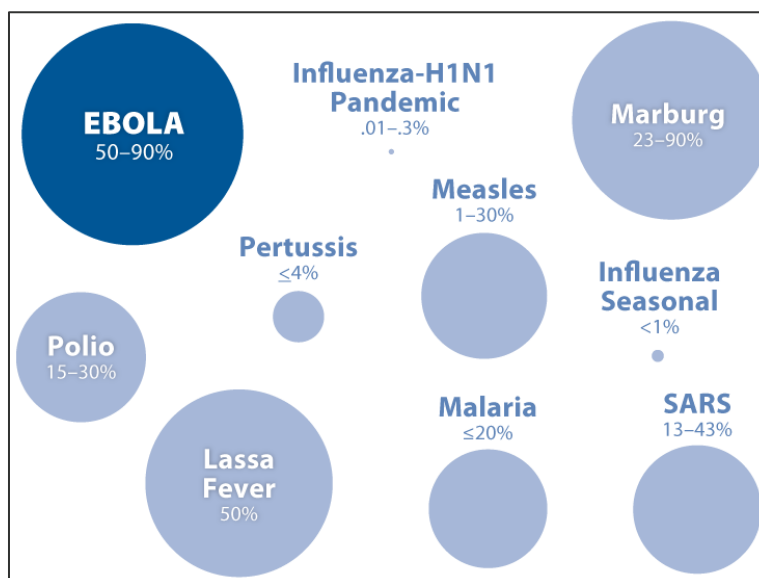 EBOLA
50–90%
Influenza-H1N1
Pandemic
.01–.3%
Marburg
23–90%
Measles
1–30%
Pertussis
≤4%
Influenza
Seasonal
<1%
Polio
15–30%
Lassa
Fever
50%
Malaria
≤20%
SARS
13–43%